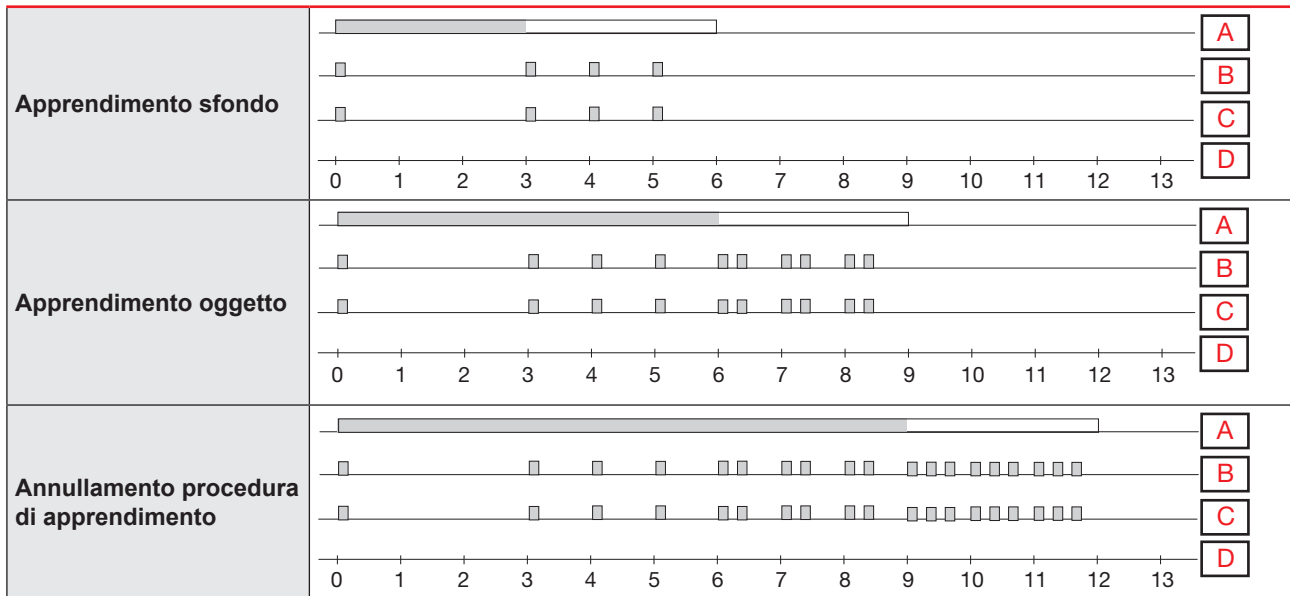 Apprendimento sfondo
A
B
C
D
0 1 2 3 4 5 6 7 8 9 10 11 12 13
Apprendimento oggetto
A
B
C
D
0 1 2 3 4 5 6 7 8 9 10 11 12 13
Annullamento procedura
di apprendimento
A
B
C
D
0 1 2 3 4 5 6 7 8 9 10 11 12 13